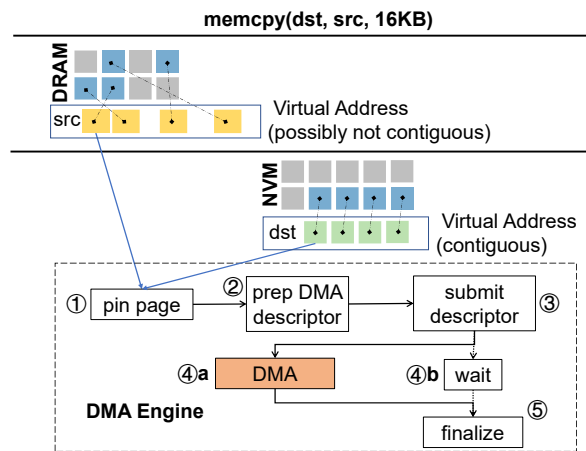 memcpy(dst, src, 16KB)
DRAM
src
Virtual Address
(possibly not contiguous)
NVM
dst
Virtual Address
(contiguous)
① pin page
② prep DMA
descriptor
submit
descriptor ③
④a DMA
④b wait
DMA Engine
⑤
finalize